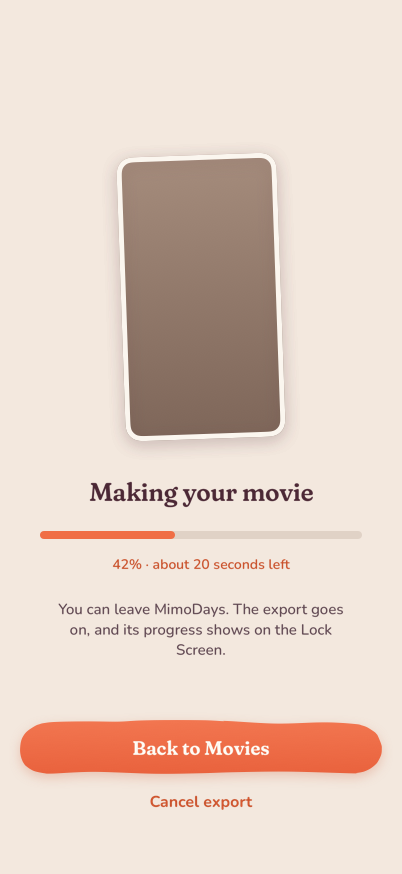 Making your movie
42% · about 20 seconds left
You can leave MimoDays. The export goes
on, and its progress shows on the Lock
Screen.
Back to Movies
Cancel export